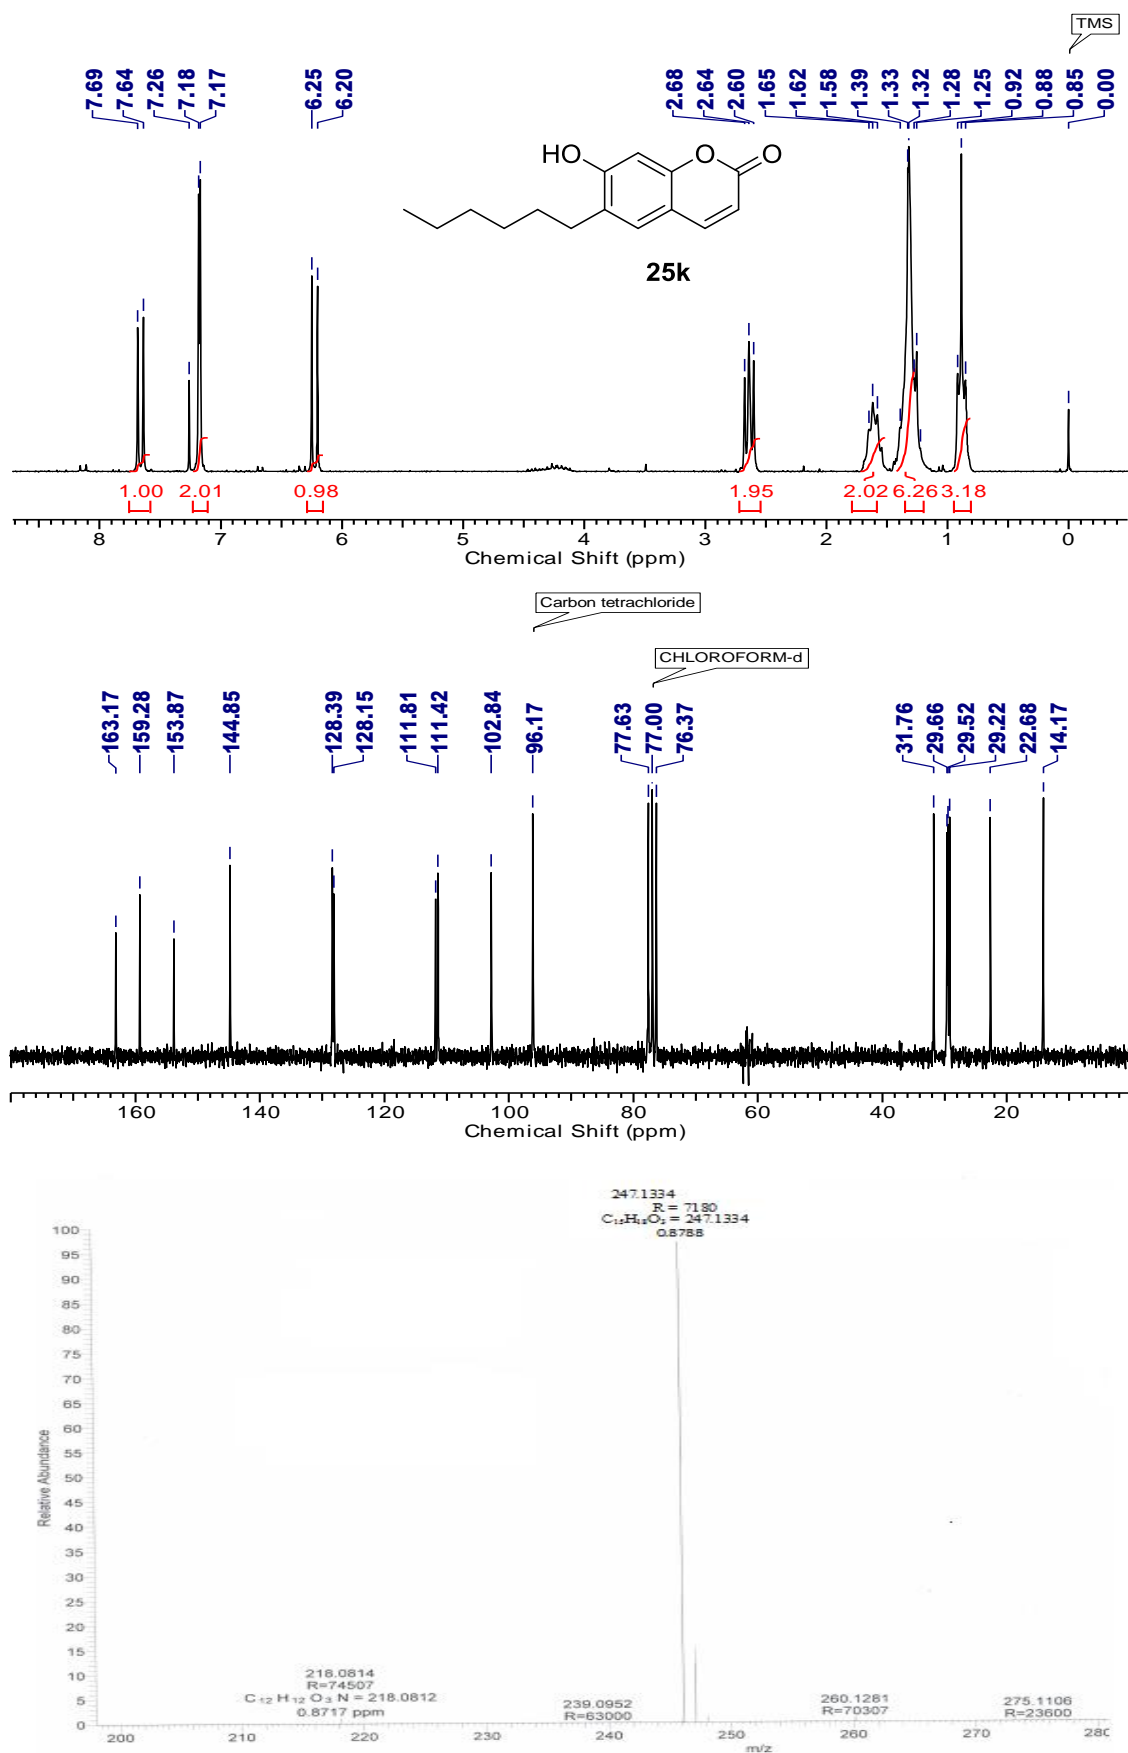 TMS
7.69
7.64
7.26
7.18
7.17
6.25
6.20
2.68
2.64
2.60
1.65
1.62
1.58
1.39
1.33
1.32
1.28
1.25
0.92
0.88
0.85
0.00
HO
O
O
25k
1.00 2.01 0.98 1.95 2.02 6.26 3.18
8 7 6 5 4 3 2 1 0
Chemical Shift (ppm)
Carbon tetrachloride
CHLOROFORM-d
163.17
159.28
153.87
144.85
128.39
128.15
111.81
111.42
102.84
96.17
77.63
77.00
76.37
31.76
29.66
29.52
29.22
22.68
14.17
160 140 120 100 80 60 40 20
Chemical Shift (ppm)
247.1334
R = 7180
C₁₅H₁₈O₃ = 247.1334
0.8788
100
95
90
85
80
75
70
65
60
55
50
45
40
35
30
25
20
15
10
5
0
Relative Abundance
218.0814
R=74507
C₁₂ H₁₂ O₃ N = 218.0812
0.8717 ppm
239.0952
R=63000
260.1281
R=70307
275.1106
R=23600
200 210 220 230 240 250 260 270 280
m/z